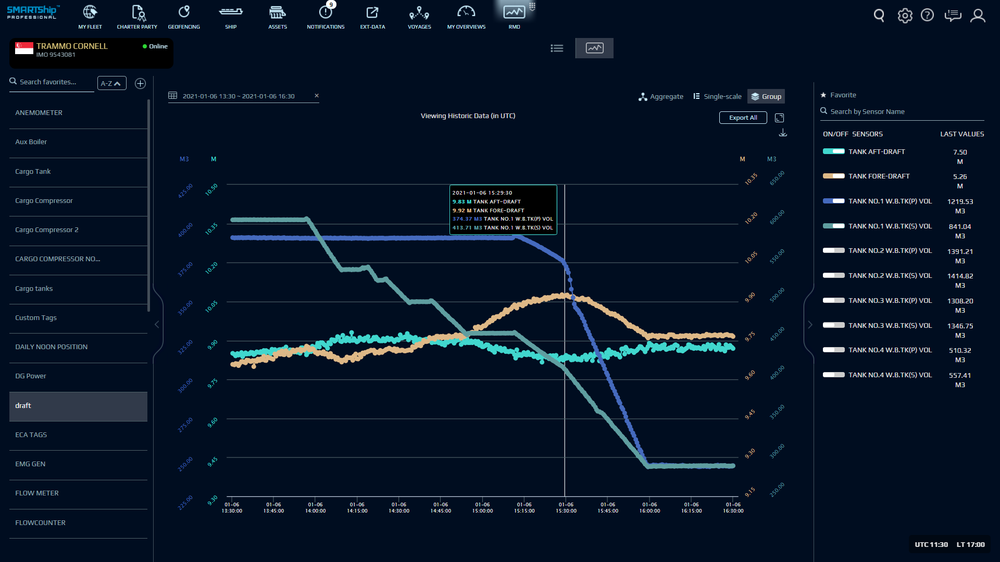 SMARTShip™
PROFESSIONAL
MY FLEET
CHARTER PARTY
GEOFENCING
SHIP
ASSETS
9
NOTIFICATIONS
EXT-DATA
VOYAGES
MY OVERVIEWS
RMD
TRAMMO CORNELL
Online
IMO 9543081
Search favorites...
A-Z
ANEMOMETER
Aux Boiler
Cargo Tank
Cargo Compressor
Cargo Compressor 2
CARGO COMPRESSOR NO...
Cargo tanks
Custom Tags
DAILY NOON POSITION
DG Power
draft
ECA TAGS
EMG GEN
FLOW METER
FLOWCOUNTER
2021-01-06 13:30 ~ 2021-01-06 16:30 ×
Aggregate
Single-scale
Group
Viewing Historic Data (in UTC)
Export All
M3
425.00
400.00
375.00
350.00
325.00
300.00
275.00
250.00
225.00
M
10.50
10.35
10.20
10.05
9.90
9.75
9.60
9.45
9.30
2021-01-06 15:29:30
9.83 M TANK AFT-DRAFT
9.92 M TANK FORE-DRAFT
374.37 M3 TANK NO.1 W.B.TK(P) VOL
413.71 M3 TANK NO.1 W.B.TK(S) VOL
M
10.35
10.20
10.05
9.90
9.75
9.60
9.45
9.30
9.15
M3
650.00
600.00
550.00
500.00
450.00
400.00
350.00
300.00
250.00
01-06 13:30:00
01-06 13:45:00
01-06 14:00:00
01-06 14:15:00
01-06 14:30:00
01-06 14:45:00
01-06 15:00:00
01-06 15:15:00
01-06 15:30:00
01-06 15:45:00
01-06 16:00:00
01-06 16:15:00
01-06 16:30:00
Favorite
Search by Sensor Name
ON/OFF SENSORS LAST VALUES
TANK AFT-DRAFT 7.50
M
TANK FORE-DRAFT 5.26
M
TANK NO.1 W.B.TK(P) VOL 1219.53
M3
TANK NO.1 W.B.TK(S) VOL 841.04
M3
TANK NO.2 W.B.TK(P) VOL 1391.21
M3
TANK NO.2 W.B.TK(S) VOL 1414.82
M3
TANK NO.3 W.B.TK(P) VOL 1308.20
M3
TANK NO.3 W.B.TK(S) VOL 1346.75
M3
TANK NO.4 W.B.TK(P) VOL 510.32
M3
TANK NO.4 W.B.TK(S) VOL 557.41
M3
UTC 11:30 LT 17:00